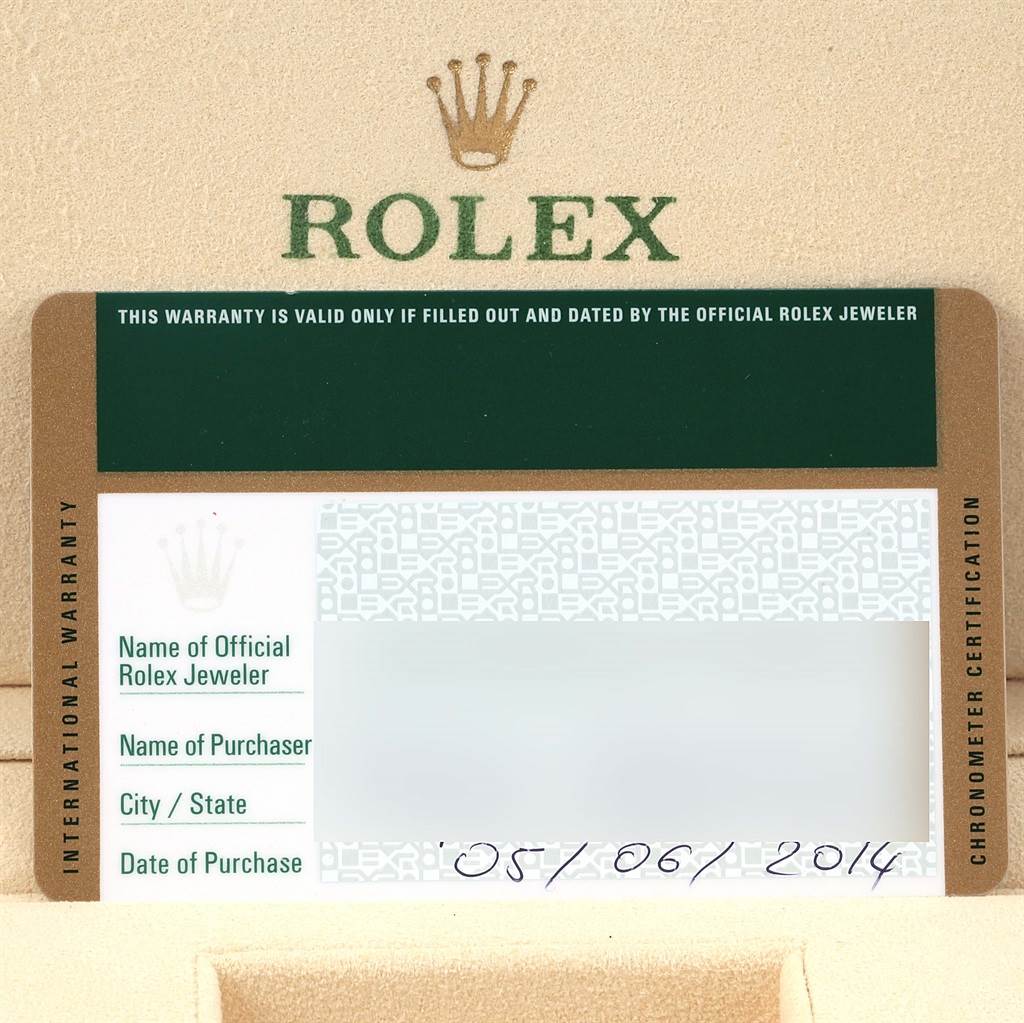 ROLEX
THIS WARRANTY IS VALID ONLY IF FILLED OUT AND DATED BY THE OFFICIAL ROLEX JEWELER
INTERNATIONAL WARRANTY
CHRONOMETER CERTIFICATION
Name of Official
Rolex Jeweler
Name of Purchaser
City / State
Date of Purchase 05/06/2014